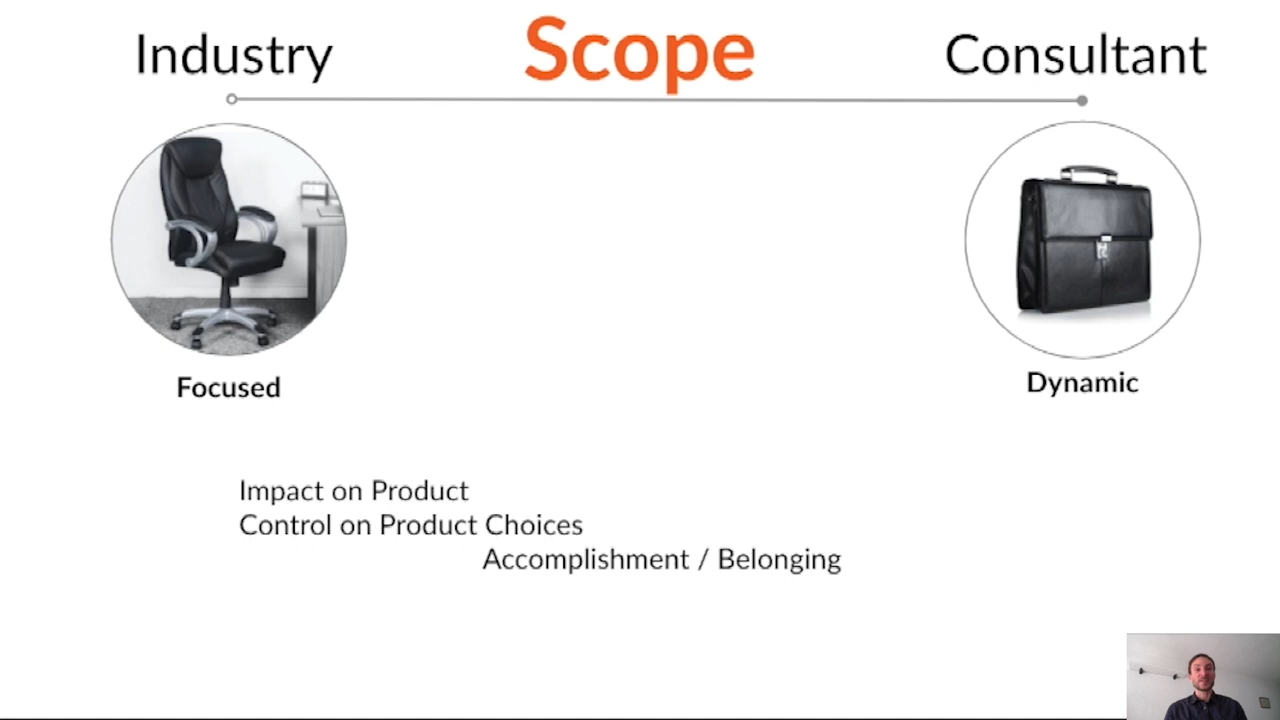 Industry
Scope
Consultant
Focused
Dynamic
Impact on Product
Control on Product Choices
Accomplishment / Belonging